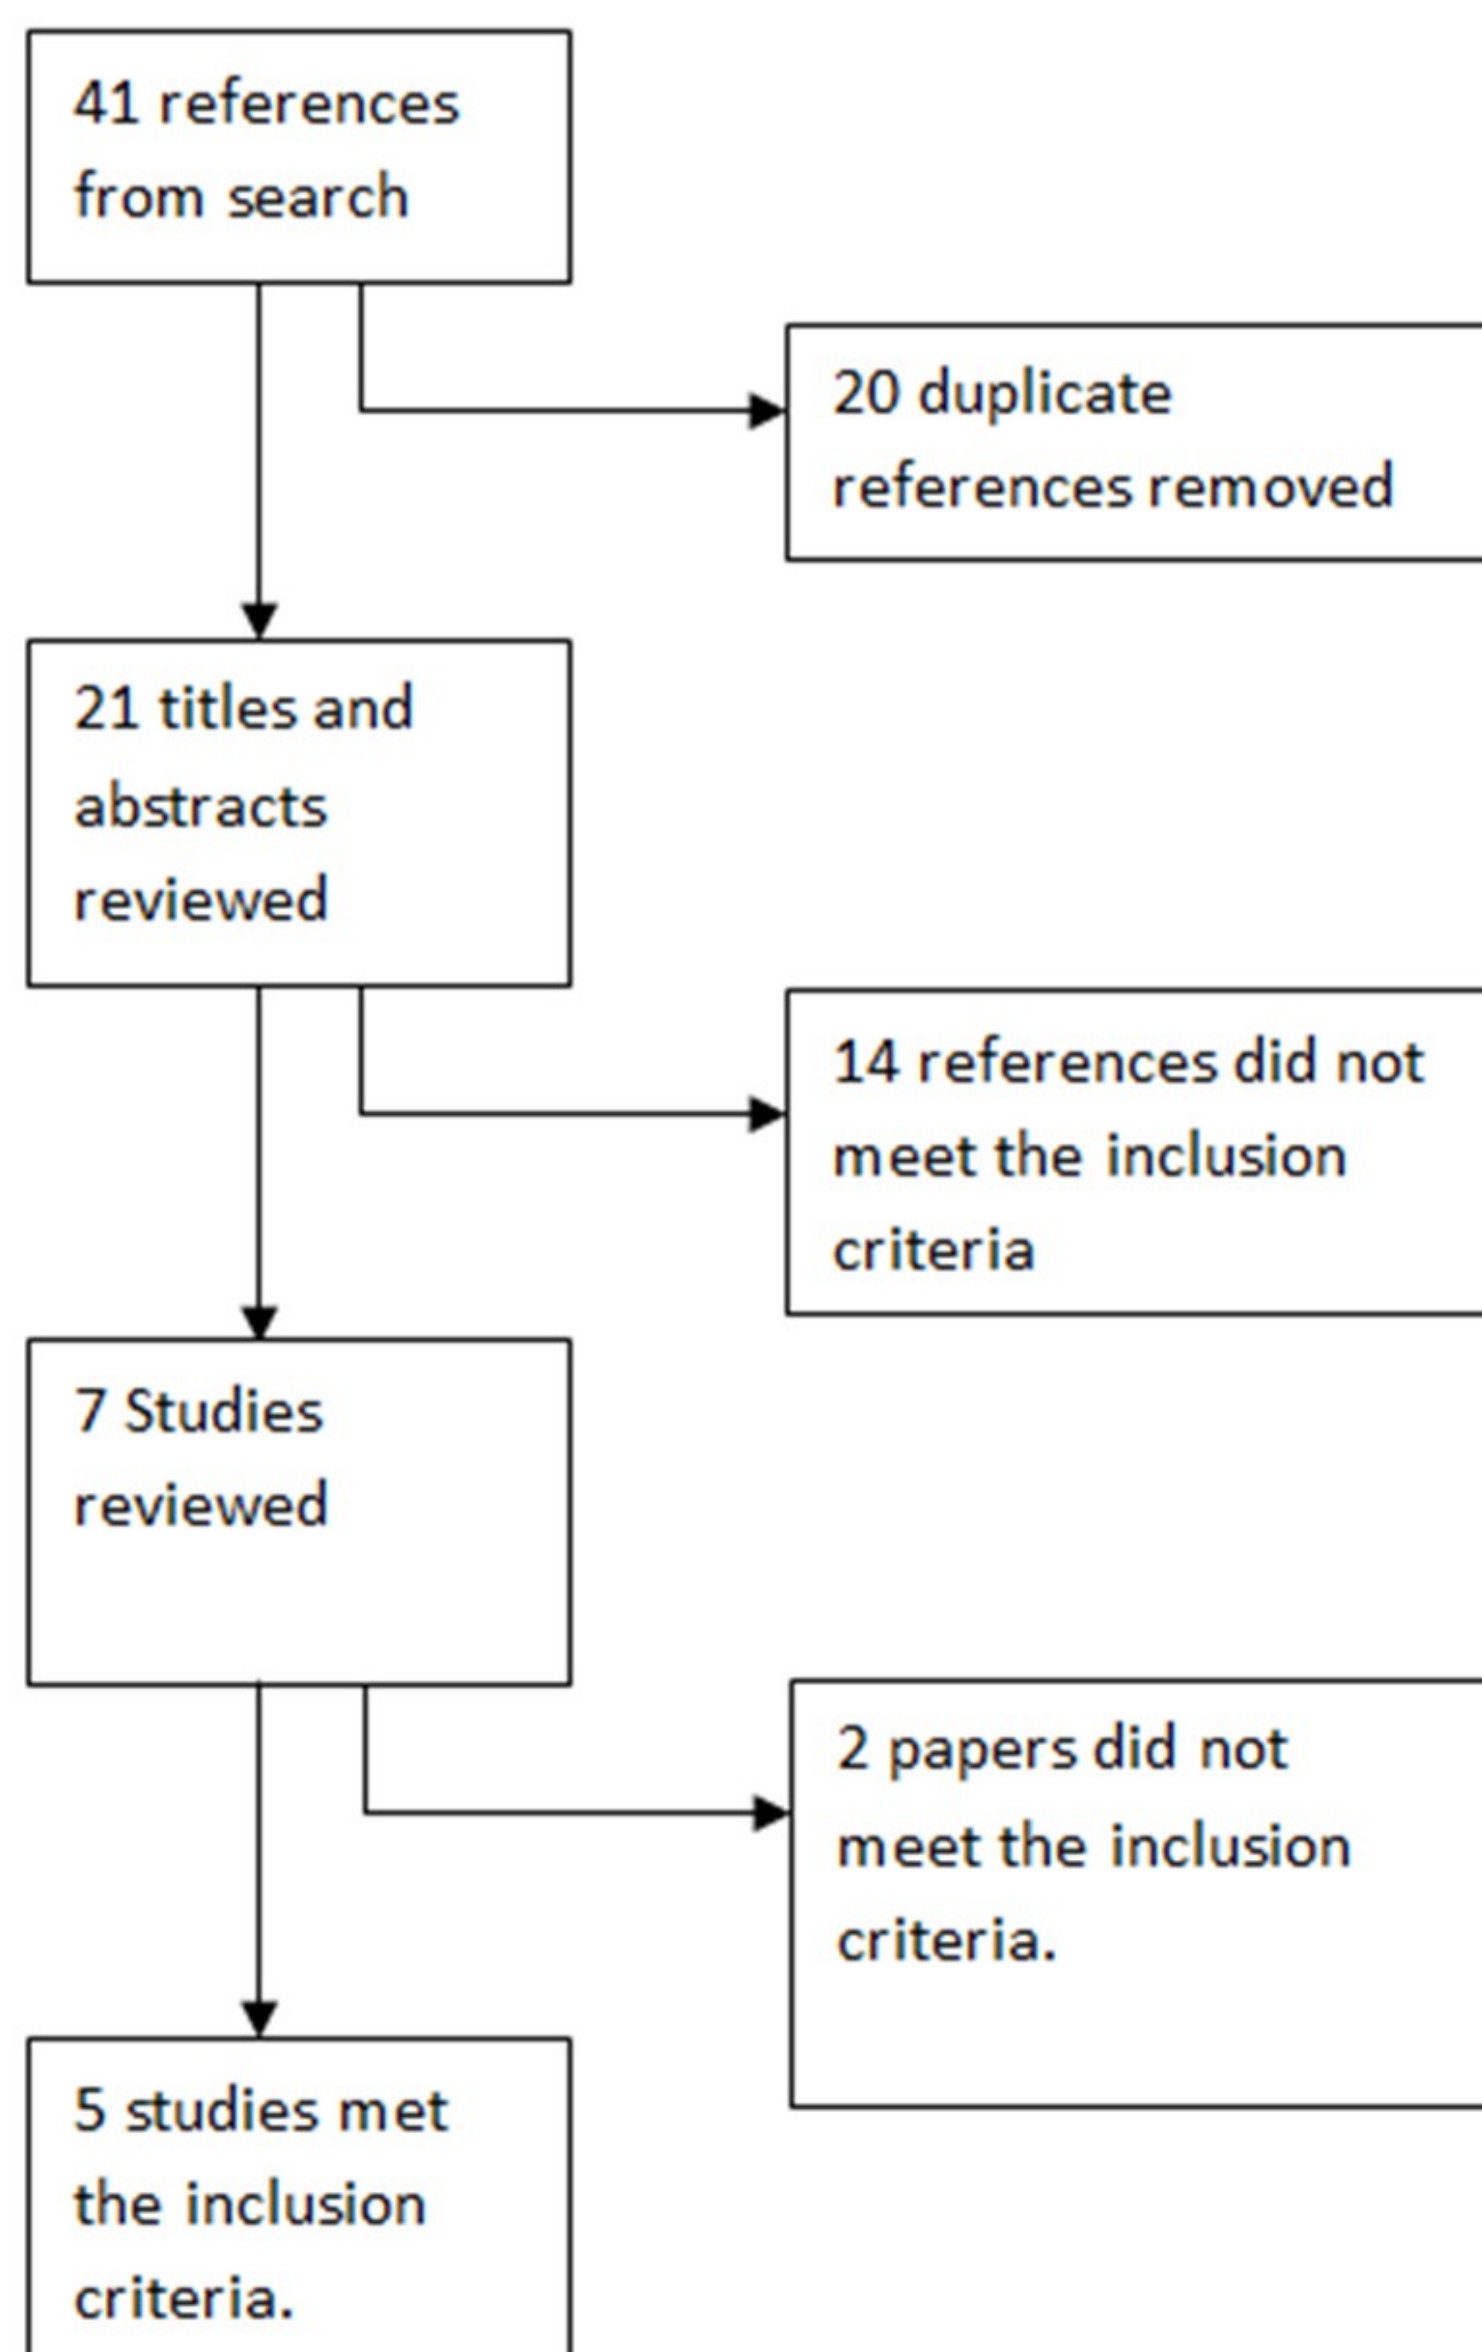 41 references
from search
20 duplicate
references removed
21 titles and
abstracts
reviewed
14 references did not
meet the inclusion
criteria
7 Studies
reviewed
2 papers did not
meet the inclusion
criteria.
5 studies met
the inclusion
criteria.